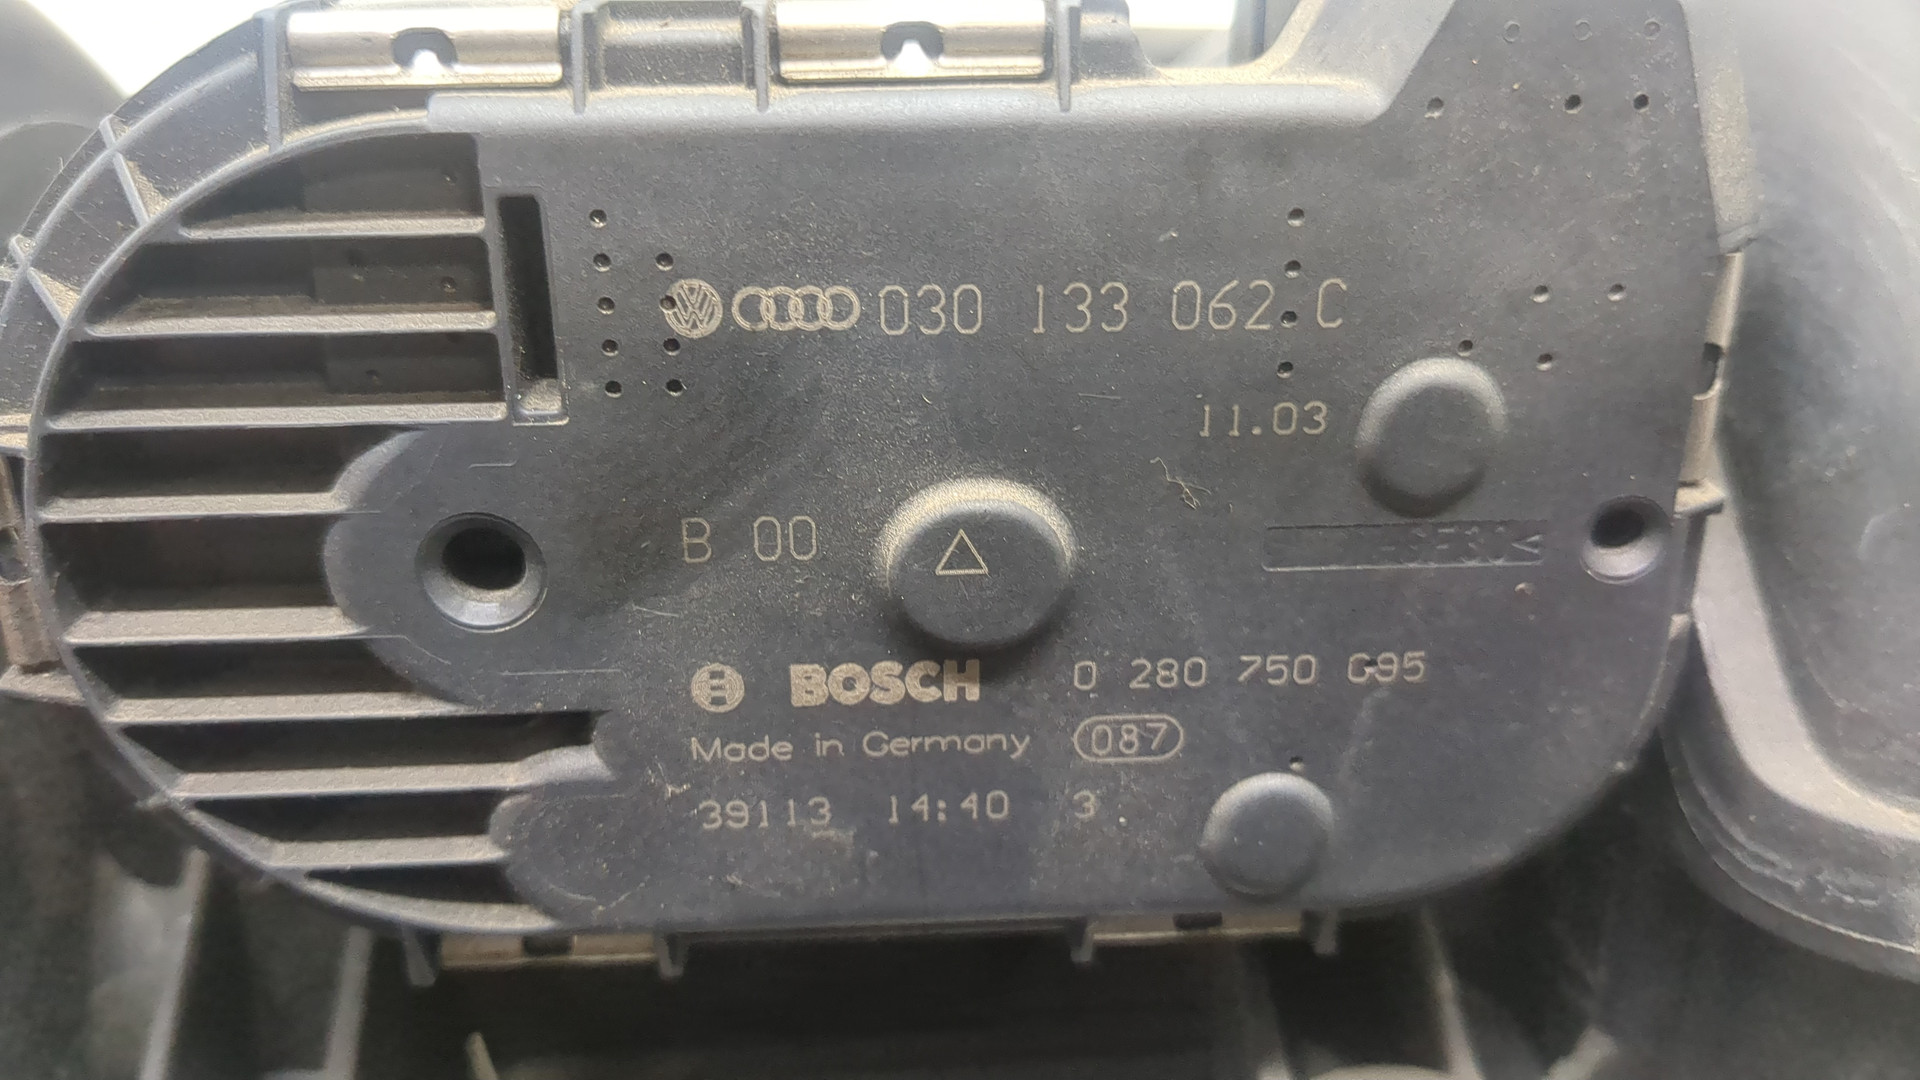 030 133 062 C
11.03
B 00
BOSCH 0 280 750 095
Made in Germany 087
39113 14:40 3